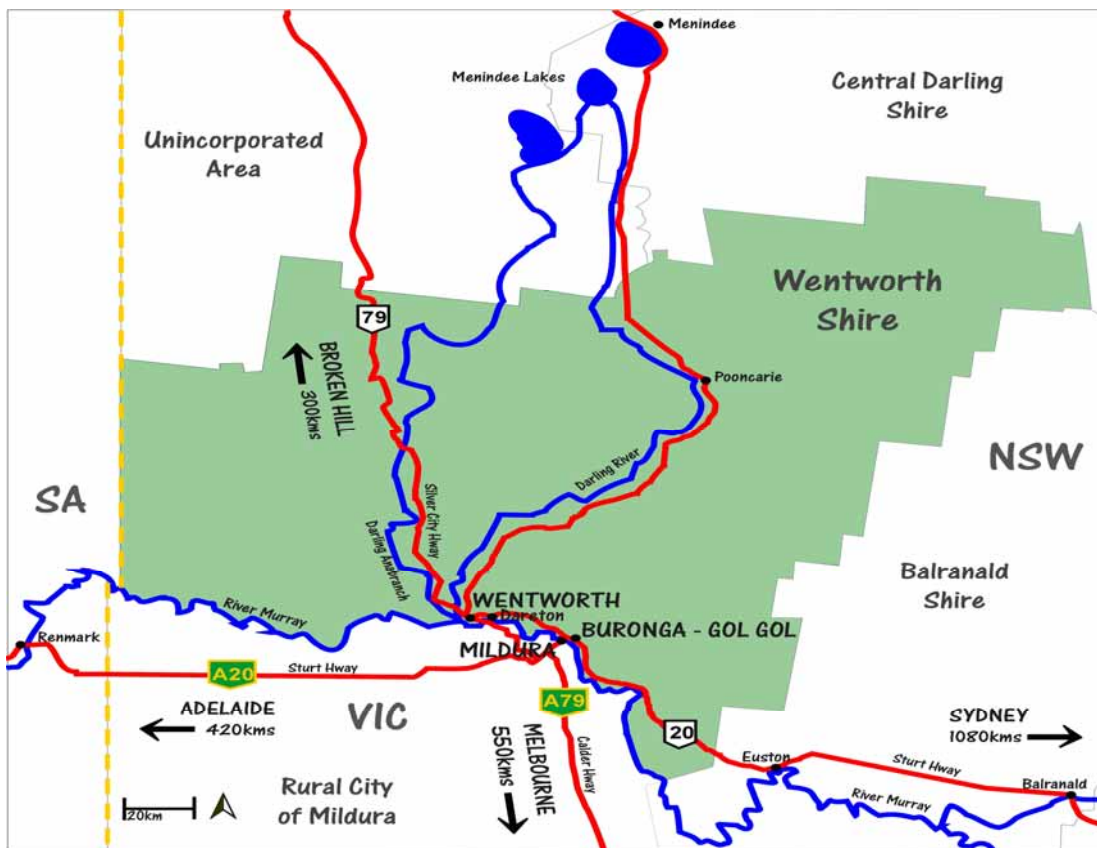 Menindee
Menindee Lakes
Central Darling
Shire
Unincorporated
Area
Wentworth
Shire
79
BROKEN HILL
300kms
Pooncarie
NSW
Darling River
SA
Silver City Hway
Darling Anabranch
Balranald
Shire
WENTWORTH
Dareton
River Murray
BURONGA - GOL GOL
Renmark
MILDURA
Sturt Hway
A20
A79
ADELAIDE
420kms
VIC
MELBOURNE
550kms
Calder Hway
20
SYDNEY
1080kms
Euston
Sturt Hway
Balranald
River Murray
Rural City
of Mildura
20km